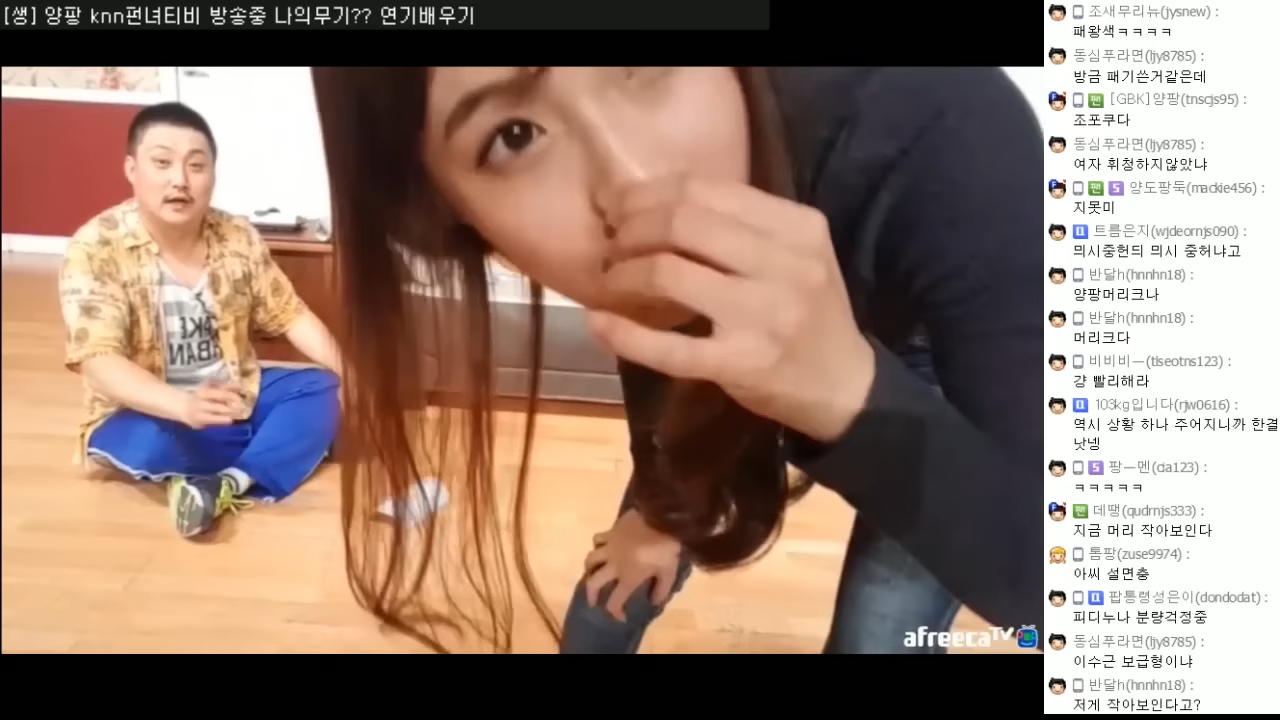 [생] 양팡 knn펀녀티비 방송중 나의무기?? 연기배우기
afreecaTV
조새무리뉴(jysnew) :
패왕색ㅋㅋㅋㅋ
동심푸라면(ljy8785) :
방금 패기쓴거같은데
팬 [GBK]양팡(tnscjs95) :
조포쿠다
동심푸라면(ljy8785) :
여자 휘청하지않았냐
팬 S 양도팡둑(mackie456) :
지못미
트름은지(wjdeornjs090) :
믜시중헌듸 믜시 중허냐고
반달h(hnnhn18) :
양팡머리크나
반달h(hnnhn18) :
머리크다
비비비ㅡ(tlseotns123) :
걍 빨리해라
103kg입니다(rjw0616) :
역시 상황 하나 주어지니까 한결
낫넹
S 팡ㅡ멘(cia123) :
ㅋㅋㅋㅋㅋ
팬 데땡(qudrnjs333) :
지금 머리 작아보인다
톰팡(zuse9974) :
아씨 설면충
팝통령성은이(dondodat) :
피디누나 분량걱정중
동심푸라면(ljy8785) :
이수근 보급형이냐
반달h(hnnhn18) :
저게 작아보인다고?